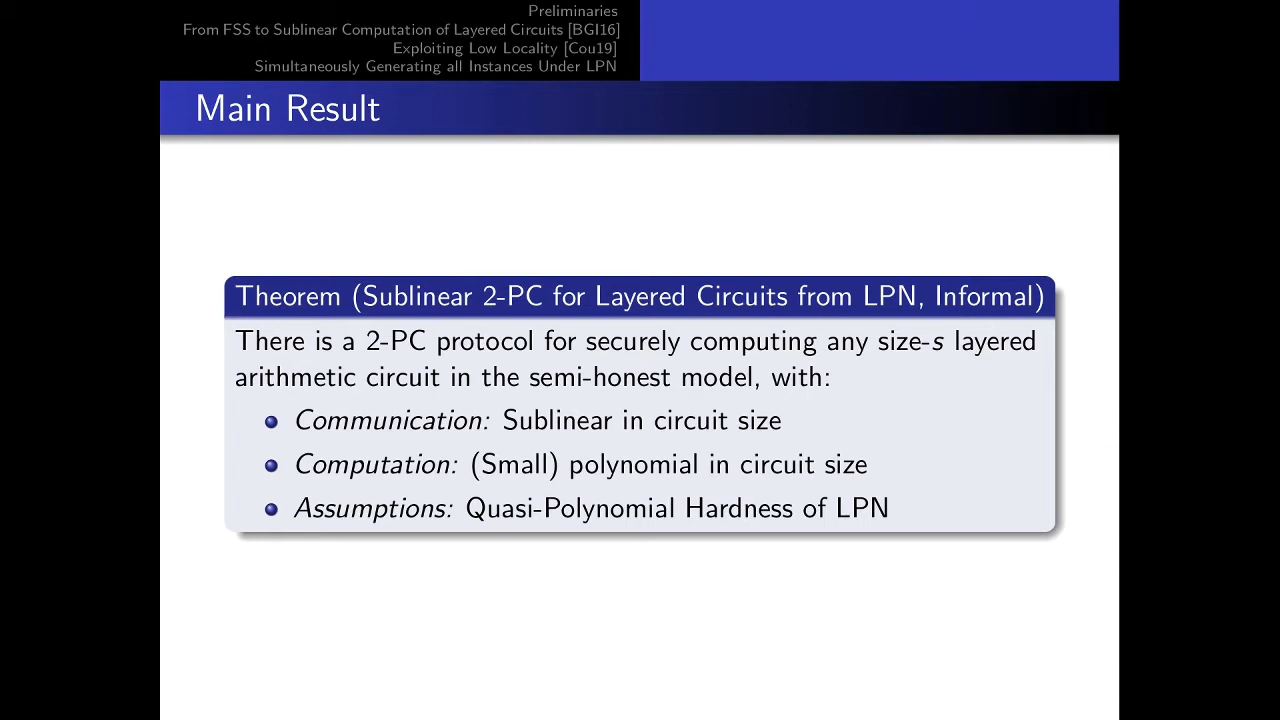 Preliminaries
From FSS to Sublinear Computation of Layered Circuits [BGI16]
Exploiting Low Locality [Cou19]
Simultaneously Generating all Instances Under LPN
Main Result
Theorem (Sublinear 2-PC for Layered Circuits from LPN, Informal)
There is a 2-PC protocol for securely computing any size-s layered
arithmetic circuit in the semi-honest model, with:
Communication: Sublinear in circuit size
Computation: (Small) polynomial in circuit size
Assumptions: Quasi-Polynomial Hardness of LPN